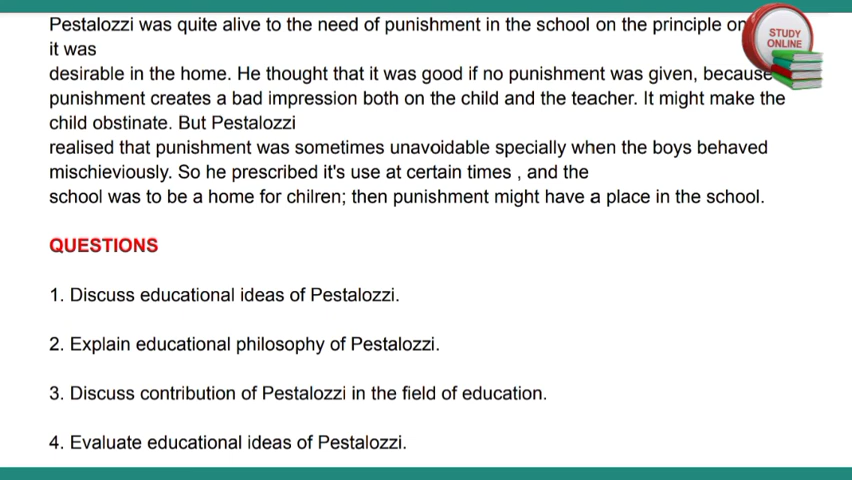 Pestalozzi was quite alive to the need of punishment in the school on the principle on
it was
desirable in the home. He thought that it was good if no punishment was given, because
punishment creates a bad impression both on the child and the teacher. It might make the
child obstinate. But Pestalozzi
realised that punishment was sometimes unavoidable specially when the boys behaved
mischieviously. So he prescribed it's use at certain times , and the
school was to be a home for chilren; then punishment might have a place in the school.
QUESTIONS
1. Discuss educational ideas of Pestalozzi.
2. Explain educational philosophy of Pestalozzi.
3. Discuss contribution of Pestalozzi in the field of education.
4. Evaluate educational ideas of Pestalozzi.
STUDY
ONLINE